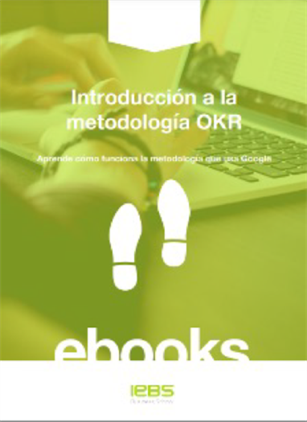 Introducción a la
metodología OKR
Aprende cómo funciona la metodología que usa Google
ebooks
IEBS